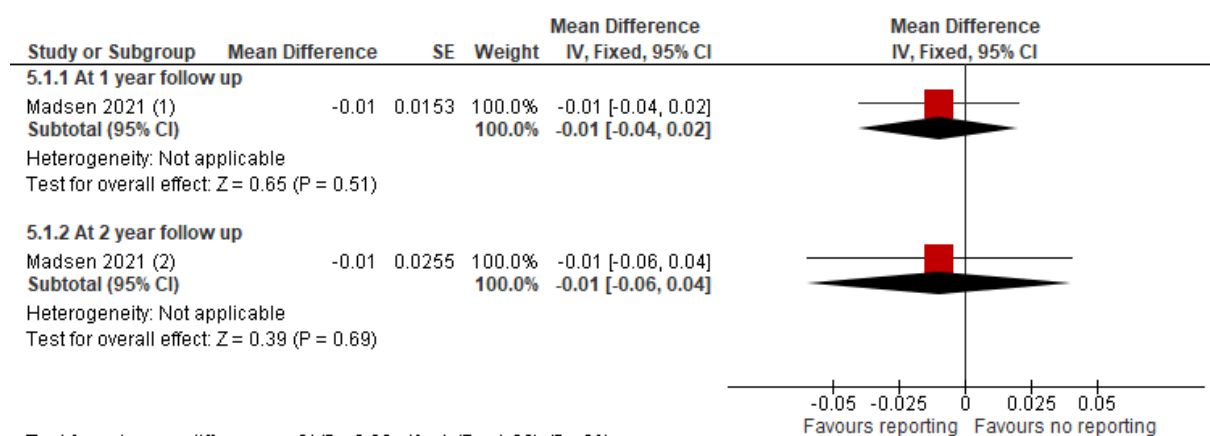 Mean Difference Mean Difference
Study or Subgroup Mean Difference SE Weight IV, Fixed, 95% CI IV, Fixed, 95% CI
5.1.1 At 1 year follow up
Madsen 2021 (1) -0.01 0.0153 100.0% -0.01 [-0.04, 0.02]
Subtotal (95% CI) 100.0% -0.01 [-0.04, 0.02]
Heterogeneity: Not applicable
Test for overall effect: Z = 0.65 (P = 0.51)
5.1.2 At 2 year follow up
Madsen 2021 (2) -0.01 0.0255 100.0% -0.01 [-0.06, 0.04]
Subtotal (95% CI) 100.0% -0.01 [-0.06, 0.04]
Heterogeneity: Not applicable
Test for overall effect: Z = 0.39 (P = 0.69)
-0.05 -0.025 0 0.025 0.05
Favours reporting Favours no reporting